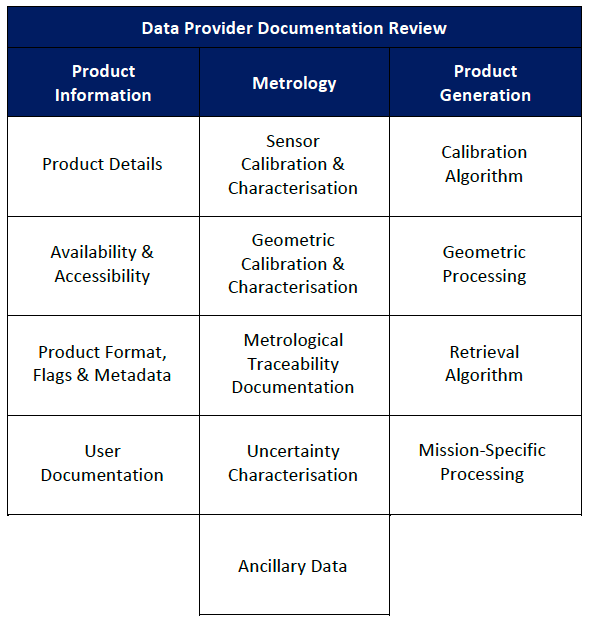 Data Provider Documentation Review
Product
Information
Metrology
Product
Generation
Product Details
Sensor
Calibration &
Characterisation
Calibration
Algorithm
Availability &
Accessibility
Geometric
Calibration &
Characterisation
Geometric
Processing
Product Format,
Flags & Metadata
Metrological
Traceability
Documentation
Retrieval
Algorithm
User
Documentation
Uncertainty
Characterisation
Mission-Specific
Processing
Ancillary Data